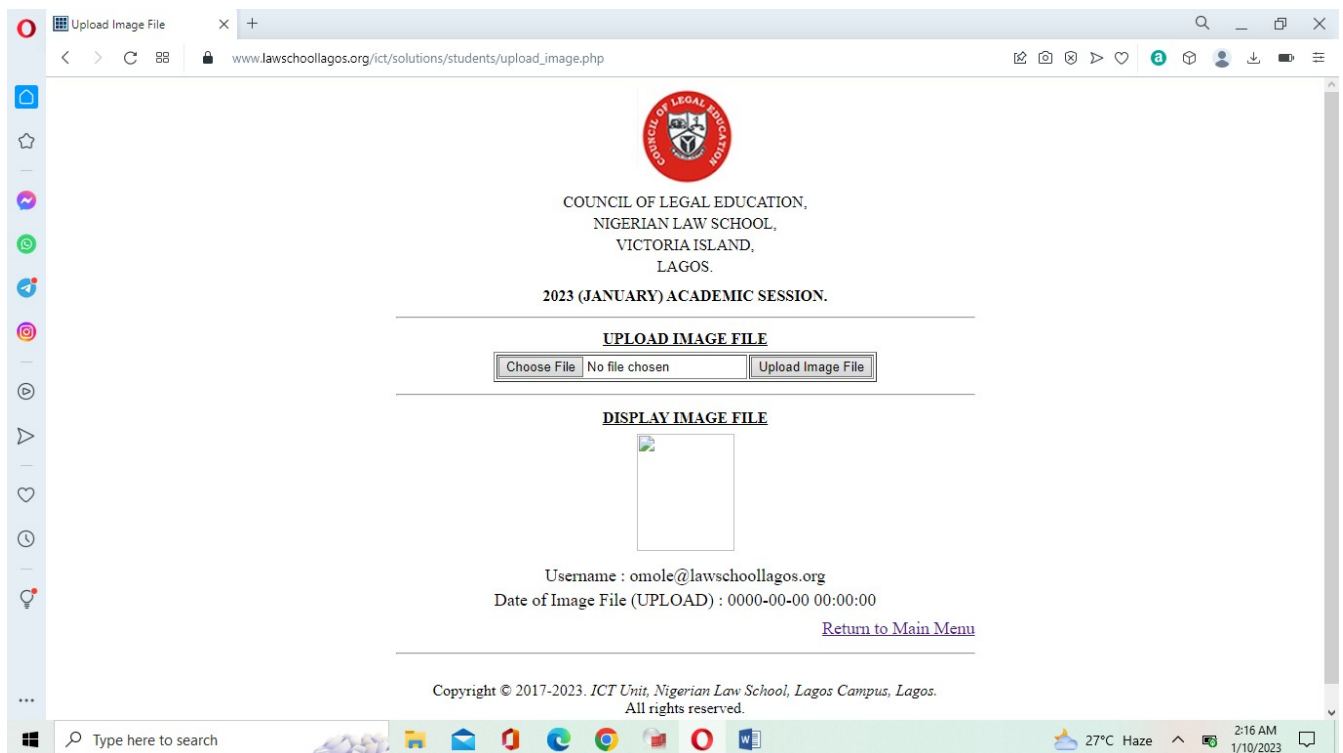 Upload Image File
www.lawschoollagos.org/ict/solutions/students/upload_image.php
COUNCIL OF LEGAL EDUCATION
COUNCIL OF LEGAL EDUCATION,
NIGERIAN LAW SCHOOL,
VICTORIA ISLAND,
LAGOS.
2023 (JANUARY) ACADEMIC SESSION.
UPLOAD IMAGE FILE
Choose File No file chosen Upload Image File
DISPLAY IMAGE FILE
Username : omole@lawschoollagos.org
Date of Image File (UPLOAD) : 0000-00-00 00:00:00
Return to Main Menu
Copyright © 2017-2023. ICT Unit, Nigerian Law School, Lagos Campus, Lagos.
All rights reserved.
Type here to search
27°C Haze
2:16 AM
1/10/2023